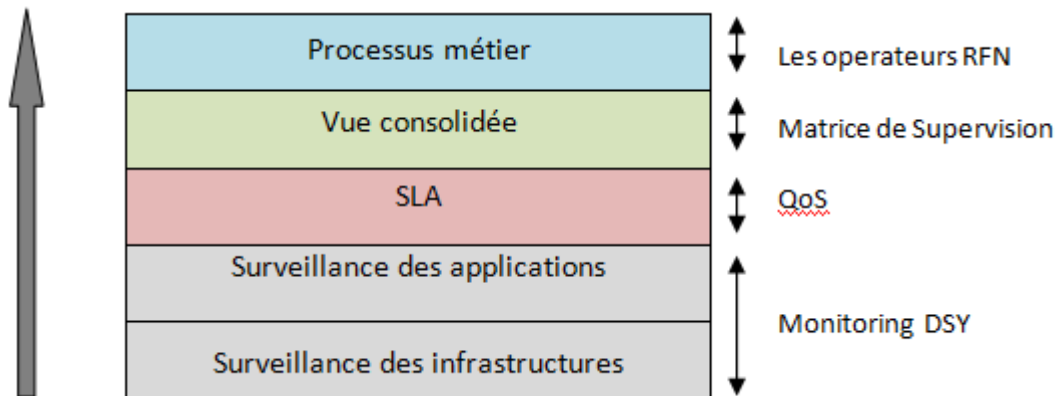 Processus métier
Les operateurs RFN
Vue consolidée
Matrice de Supervision
SLA
QoS
Surveillance des applications
Monitoring DSY
Surveillance des infrastructures